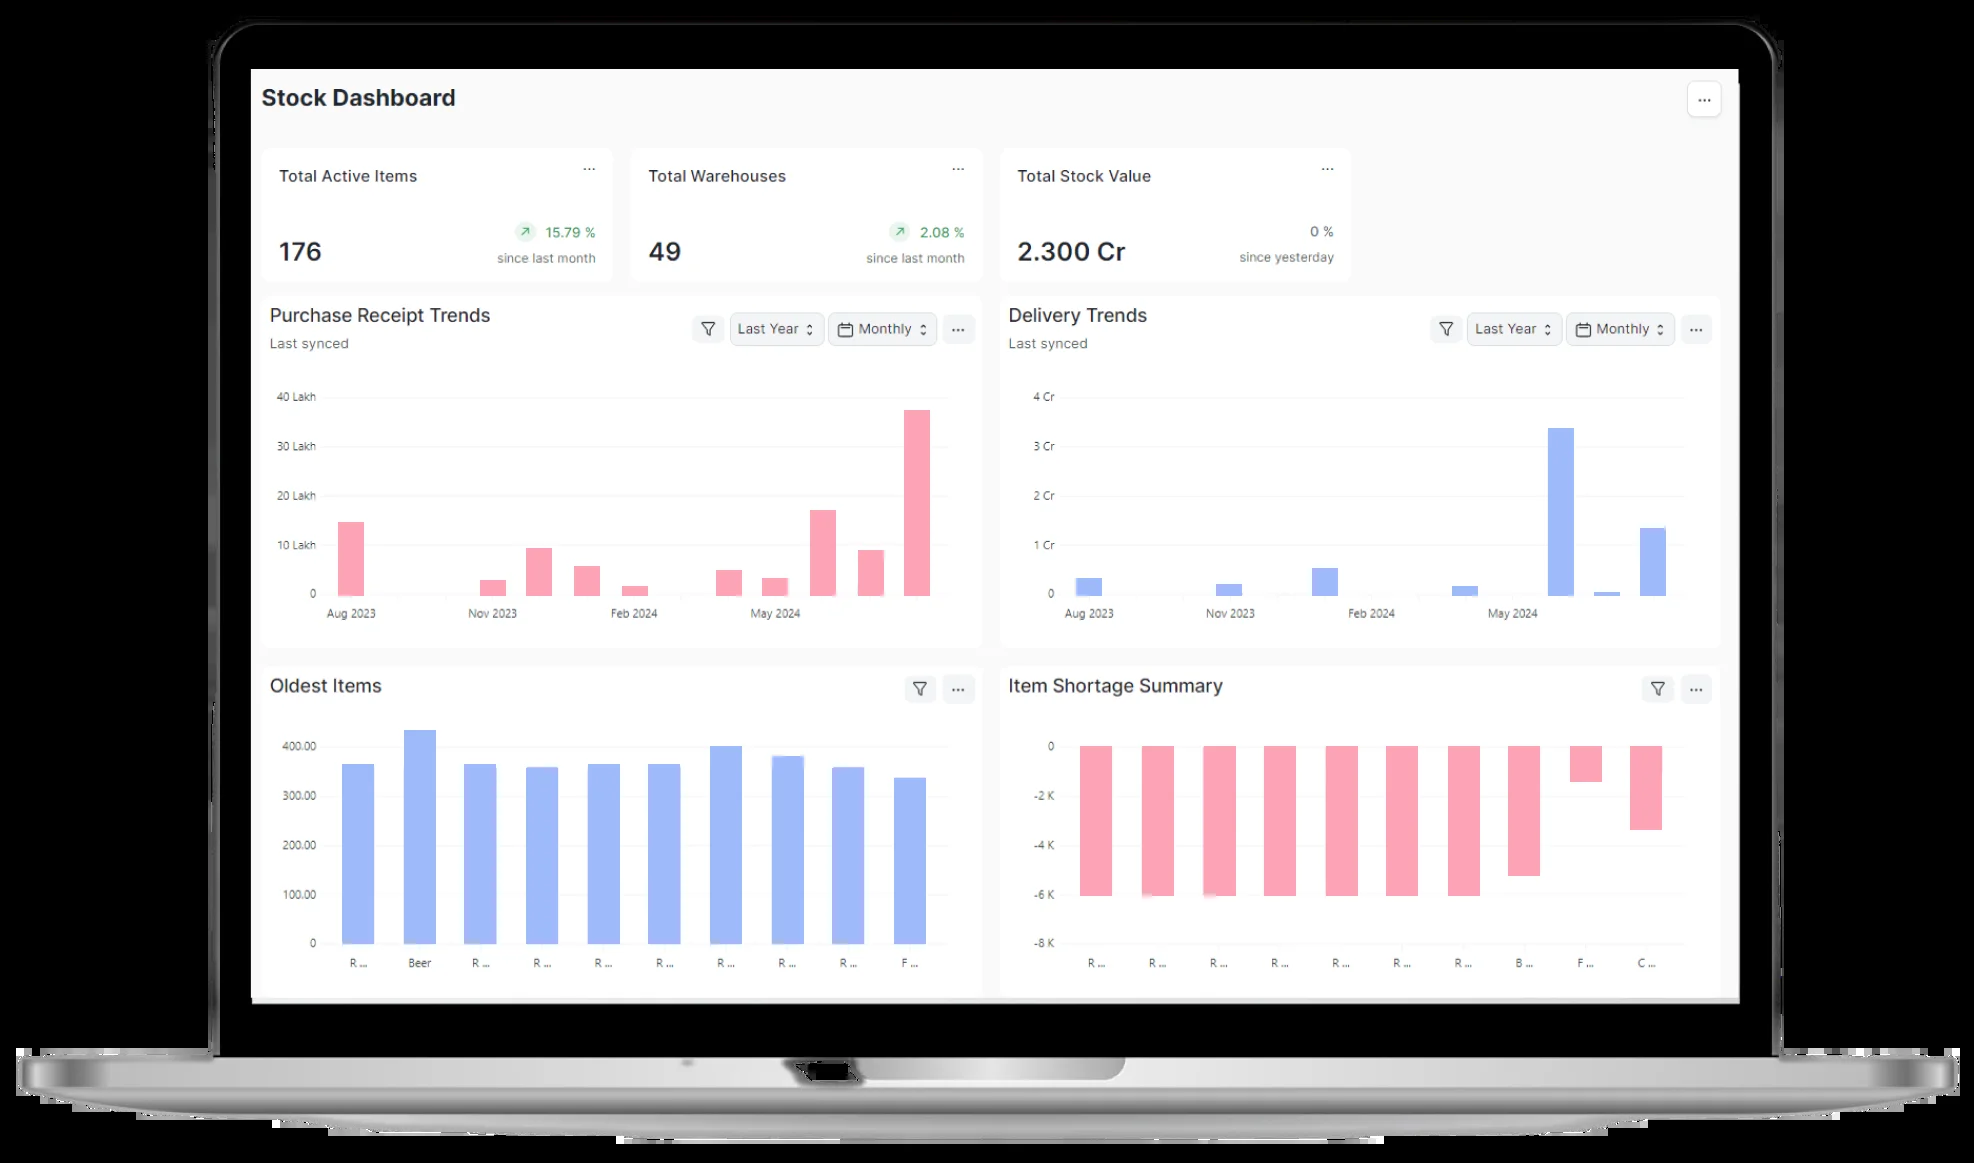 Stock Dashboard
...
Total Active Items
...
176
15.79 %
since last month
Total Warehouses
...
49
2.08 %
since last month
Total Stock Value
...
2.300 Cr
0 %
since yesterday
Purchase Receipt Trends
Last synced
Last Year
Monthly
...
40 Lakh
30 Lakh
20 Lakh
10 Lakh
0
Aug 2023
Nov 2023
Feb 2024
May 2024
Delivery Trends
Last synced
Last Year
Monthly
...
4 Cr
3 Cr
2 Cr
1 Cr
0
Aug 2023
Nov 2023
Feb 2024
May 2024
Oldest Items
...
400.00
300.00
200.00
100.00
0
R ... Beer R ... R ... R ... R ... R ... R ... R ... F ...
Item Shortage Summary
...
0
-2 K
-4 K
-6 K
-8 K
R ... R ... R ... R ... R ... R ... R ... B ... F ... C ...